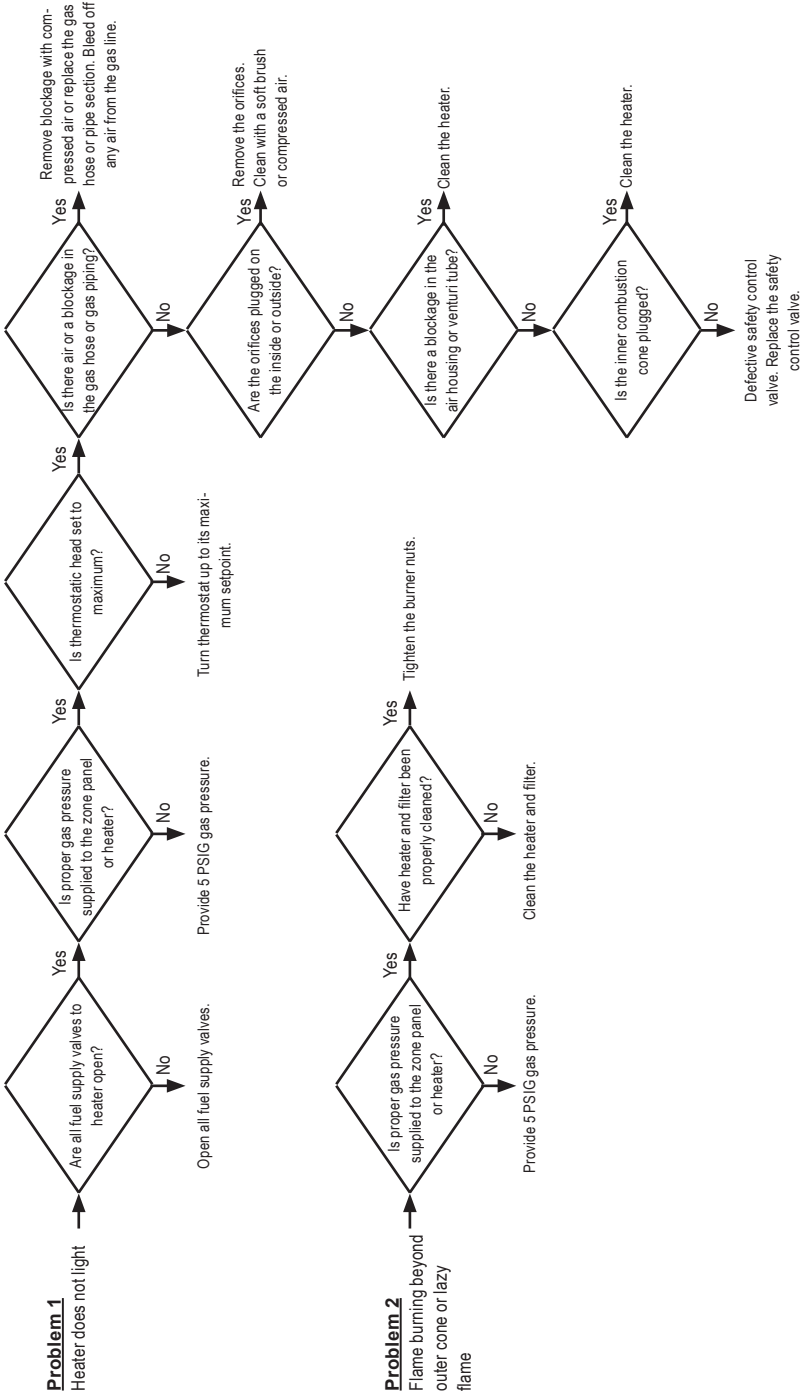 Problem 1
Heater does not light
Are all fuel supply valves to
heater open?
Yes
No
Open all fuel supply valves.
Is proper gas pressure
supplied to the zone panel
or heater?
Yes
No
Provide 5 PSIG gas pressure.
Is thermostatic head set to
maximum?
Yes
No
Turn thermostat up to its maxi-
mum setpoint.
Is there air or a blockage in
the gas hose or gas piping?
Yes
Remove blockage with com-
pressed air or replace the gas
hose or pipe section. Bleed off
any air from the gas line.
No
Are the orifices plugged on
the inside or outside?
Yes
Remove the orifices.
Clean with a soft brush
or compressed air.
No
Is there a blockage in the
air housing or venturi tube?
Yes
Clean the heater.
No
Is the inner combustion
cone plugged?
Yes
Clean the heater.
No
Defective safety control
valve. Replace the safety
control valve.
Problem 2
Flame burning beyond
outer cone or lazy
flame
Is proper gas pressure
supplied to the zone panel
or heater?
Yes
No
Provide 5 PSIG gas pressure.
Have heater and filter been
properly cleaned?
Yes
Tighten the burner nuts.
No
Clean the heater and filter.